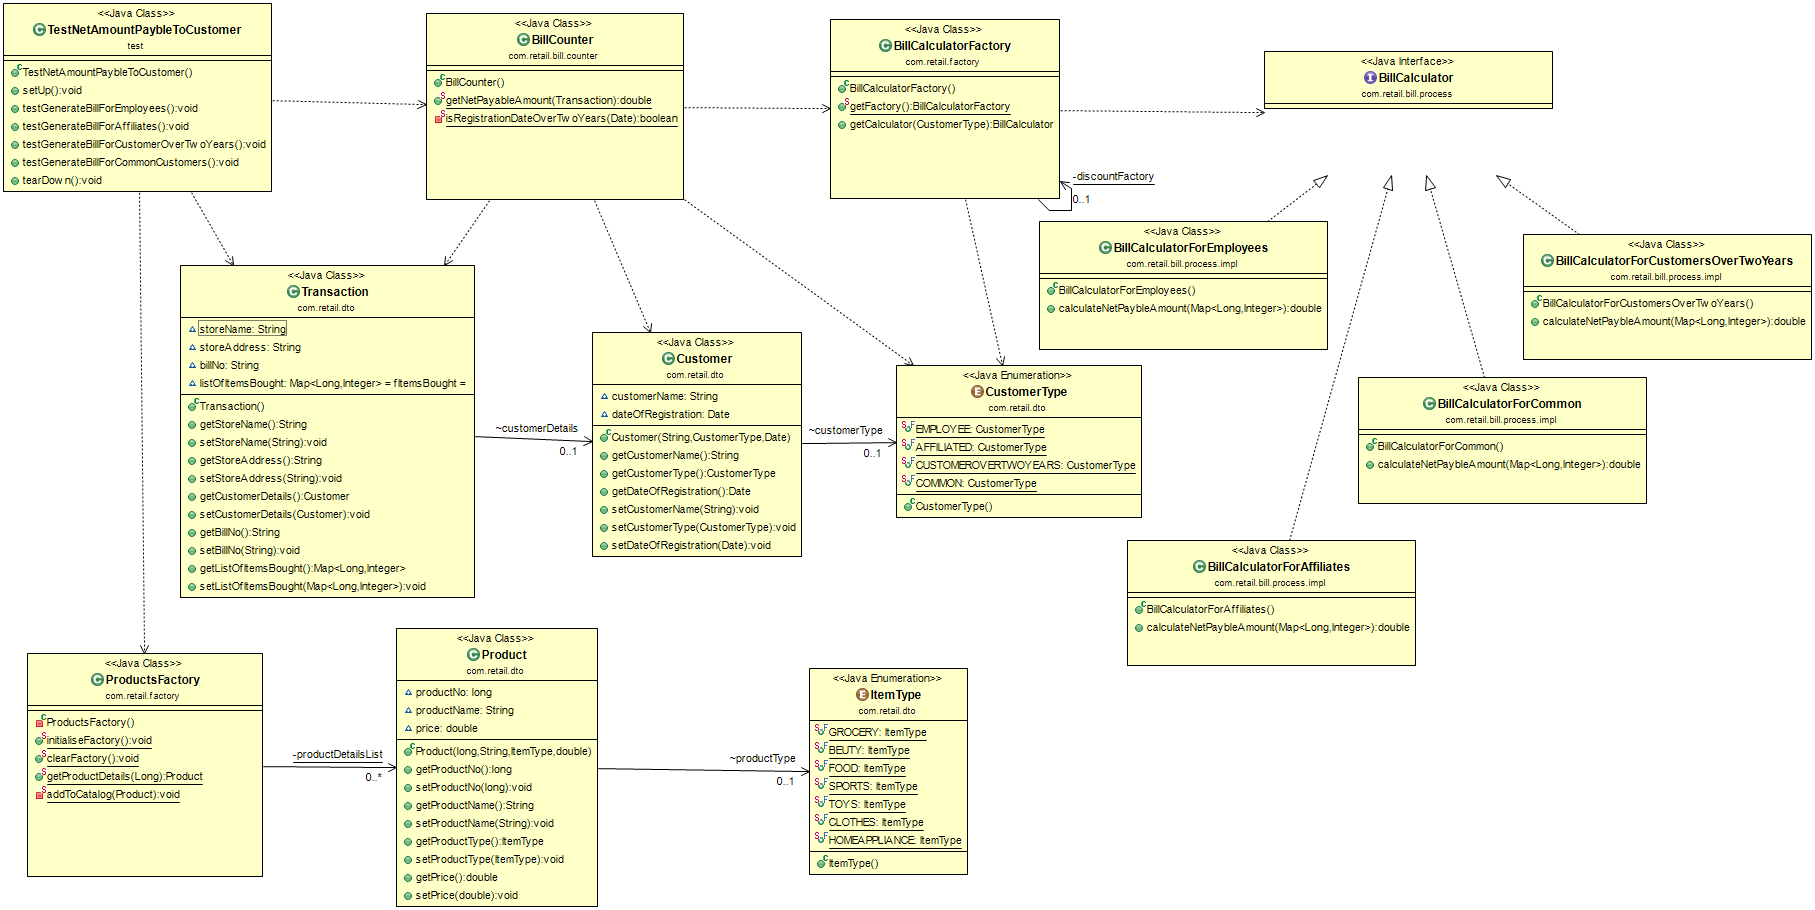 <<Java Class>>
TestNetAmountPaybleToCustomer
test
TestNetAmountPaybleToCustomer()
setUp():void
testGenerateBillForEmployees():void
testGenerateBillForAffiliates():void
testGenerateBillForCustomerOverTwoYears():void
testGenerateBillForCommonCustomers():void
tearDown():void
<<Java Class>>
BillCounter
com.retail.bill.counter
BillCounter()
getNetPayableAmount(Transaction):double
isRegistrationDateOverTwoYears(Date):boolean
<<Java Class>>
BillCalculatorFactory
com.retail.factory
BillCalculatorFactory()
getFactory():BillCalculatorFactory
getCalculator(CustomerType):BillCalculator
-discountFactory
0..1
<<Java Interface>>
BillCalculator
com.retail.bill.process
<<Java Class>>
BillCalculatorForEmployees
com.retail.bill.process.impl
BillCalculatorForEmployees()
calculateNetPaybleAmount(Map<Long,Integer>):double
<<Java Class>>
BillCalculatorForCustomersOverTwoYears
com.retail.bill.process.impl
BillCalculatorForCustomersOverTwoYears()
calculateNetPaybleAmount(Map<Long,Integer>):double
<<Java Class>>
Transaction
com.retail.dto
storeName: String
storeAddress: String
billNo: String
listOfItemsBought: Map<Long,Integer> = fItemsBought =
Transaction()
getStoreName():String
setStoreName(String):void
getStoreAddress():String
setStoreAddress(String):void
getCustomerDetails():Customer
setCustomerDetails(Customer):void
getBillNo():String
setBillNo(String):void
getListOfItemsBought():Map<Long,Integer>
setListOfItemsBought(Map<Long,Integer>):void
~customerDetails
0..1
<<Java Class>>
Customer
com.retail.dto
customerName: String
dateOfRegistration: Date
Customer(String,CustomerType,Date)
getCustomerName():String
getCustomerType():CustomerType
getDateOfRegistration():Date
setCustomerName(String):void
setCustomerType(CustomerType):void
setDateOfRegistration(Date):void
~customerType
0..1
<<Java Enumeration>>
CustomerType
com.retail.dto
EMPLOYEE: CustomerType
AFFILIATED: CustomerType
CUSTOMEROVERTWOYEARS: CustomerType
COMMON: CustomerType
CustomerType()
<<Java Class>>
BillCalculatorForCommon
com.retail.bill.process.impl
BillCalculatorForCommon()
calculateNetPaybleAmount(Map<Long,Integer>):double
<<Java Class>>
BillCalculatorForAffiliates
com.retail.bill.process.impl
BillCalculatorForAffiliates()
calculateNetPaybleAmount(Map<Long,Integer>):double
<<Java Class>>
ProductsFactory
com.retail.factory
ProductsFactory()
initialiseFactory():void
clearFactory():void
getProductDetails(Long):Product
addToCatalog(Product):void
-productDetailsList
0..*
<<Java Class>>
Product
com.retail.dto
productNo: long
productName: String
price: double
Product(long,String,ItemType,double)
getProductNo():long
setProductNo(long):void
getProductName():String
setProductName(String):void
getProductType():ItemType
setProductType(ItemType):void
getPrice():double
setPrice(double):void
~productType
0..1
<<Java Enumeration>>
ItemType
com.retail.dto
GROCERY: ItemType
BEUTY: ItemType
FOOD: ItemType
SPORTS: ItemType
TOYS: ItemType
CLOTHES: ItemType
HOMEAPPLIANCE: ItemType
ItemType()